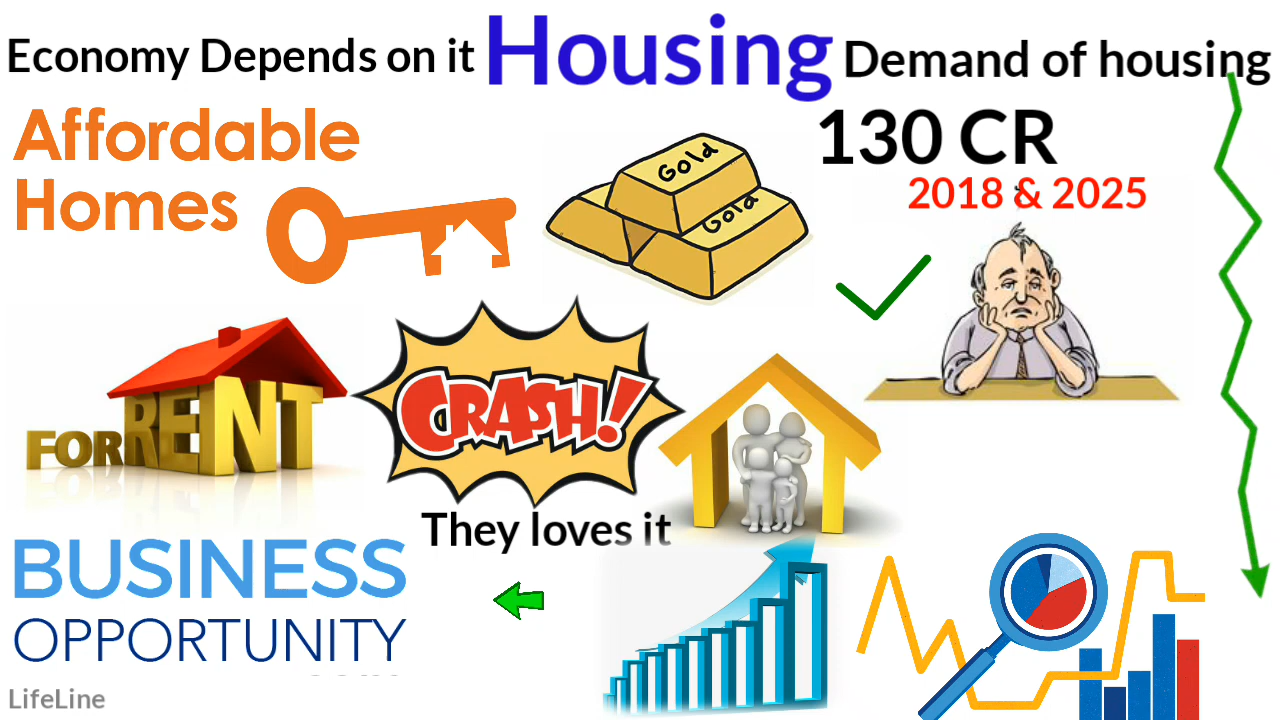 Economy Depends on it Housing Demand of housing
Affordable
Homes
130 CR
2018 & 2025
Gold
Gold
FOR RENT
CRASH!
They loves it
BUSINESS
OPPORTUNITY
LifeLine